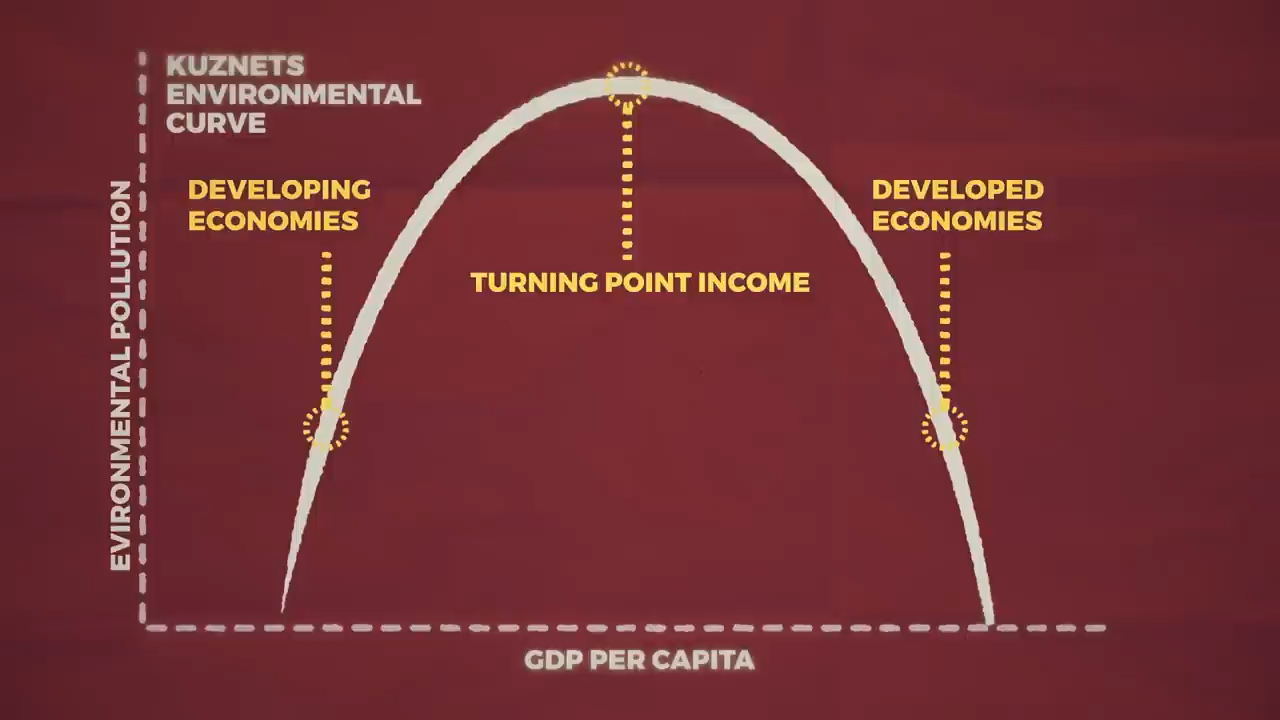 KUZNETS
ENVIRONMENTAL
CURVE
DEVELOPING
ECONOMIES
DEVELOPED
ECONOMIES
TURNING POINT INCOME
EVIRONMENTAL POLLUTION
GDP PER CAPITA